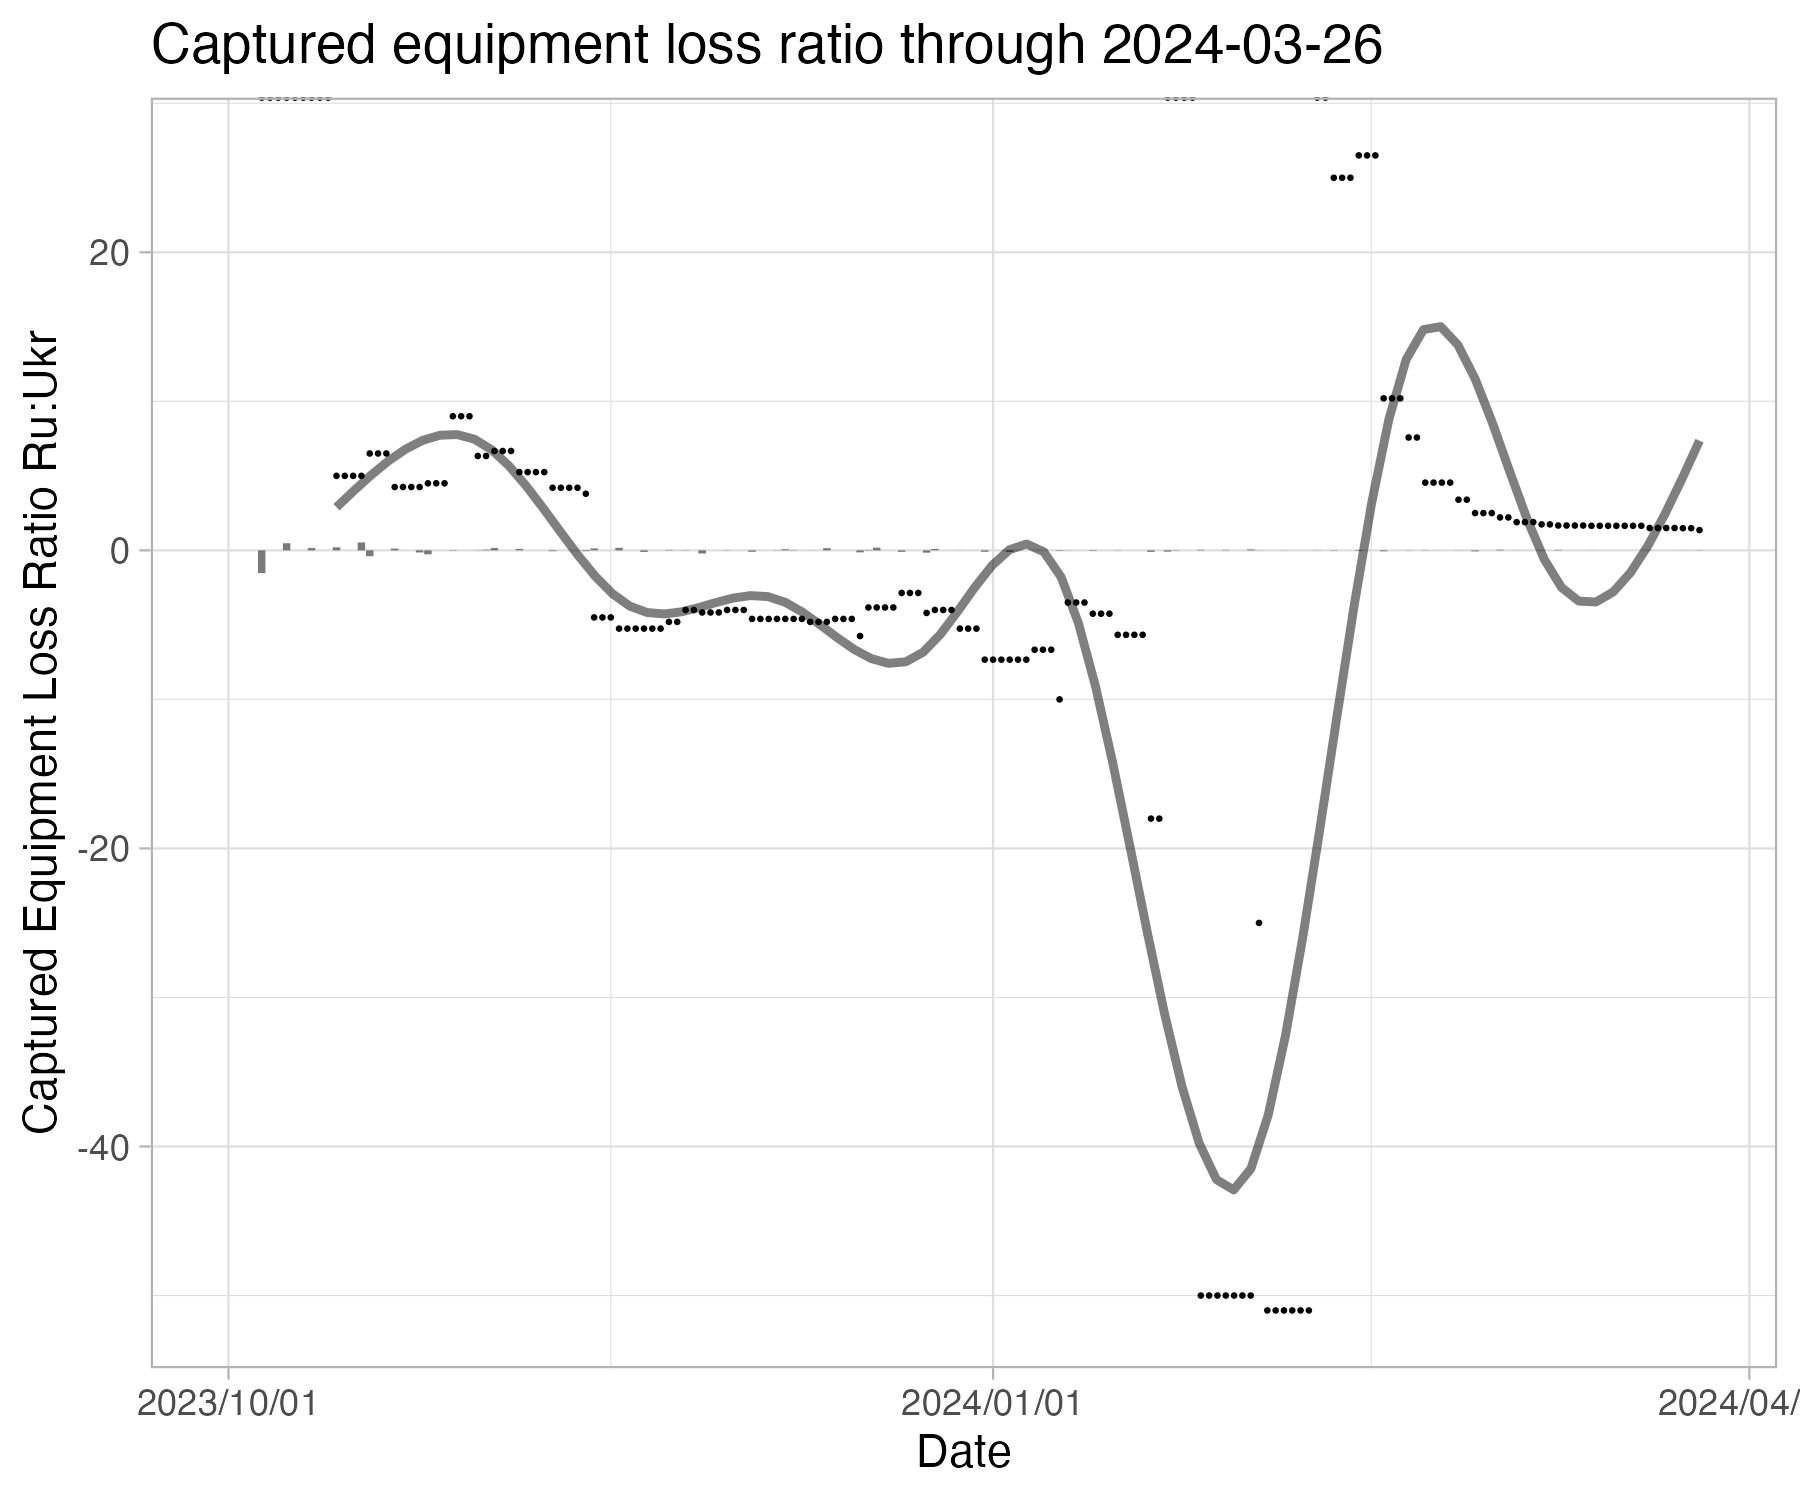 Captured equipment loss ratio through 2024-03-26
Captured Equipment Loss Ratio Ru:Ukr
20
0
-20
-40
2023/10/01
2024/01/01
2024/04/
Date